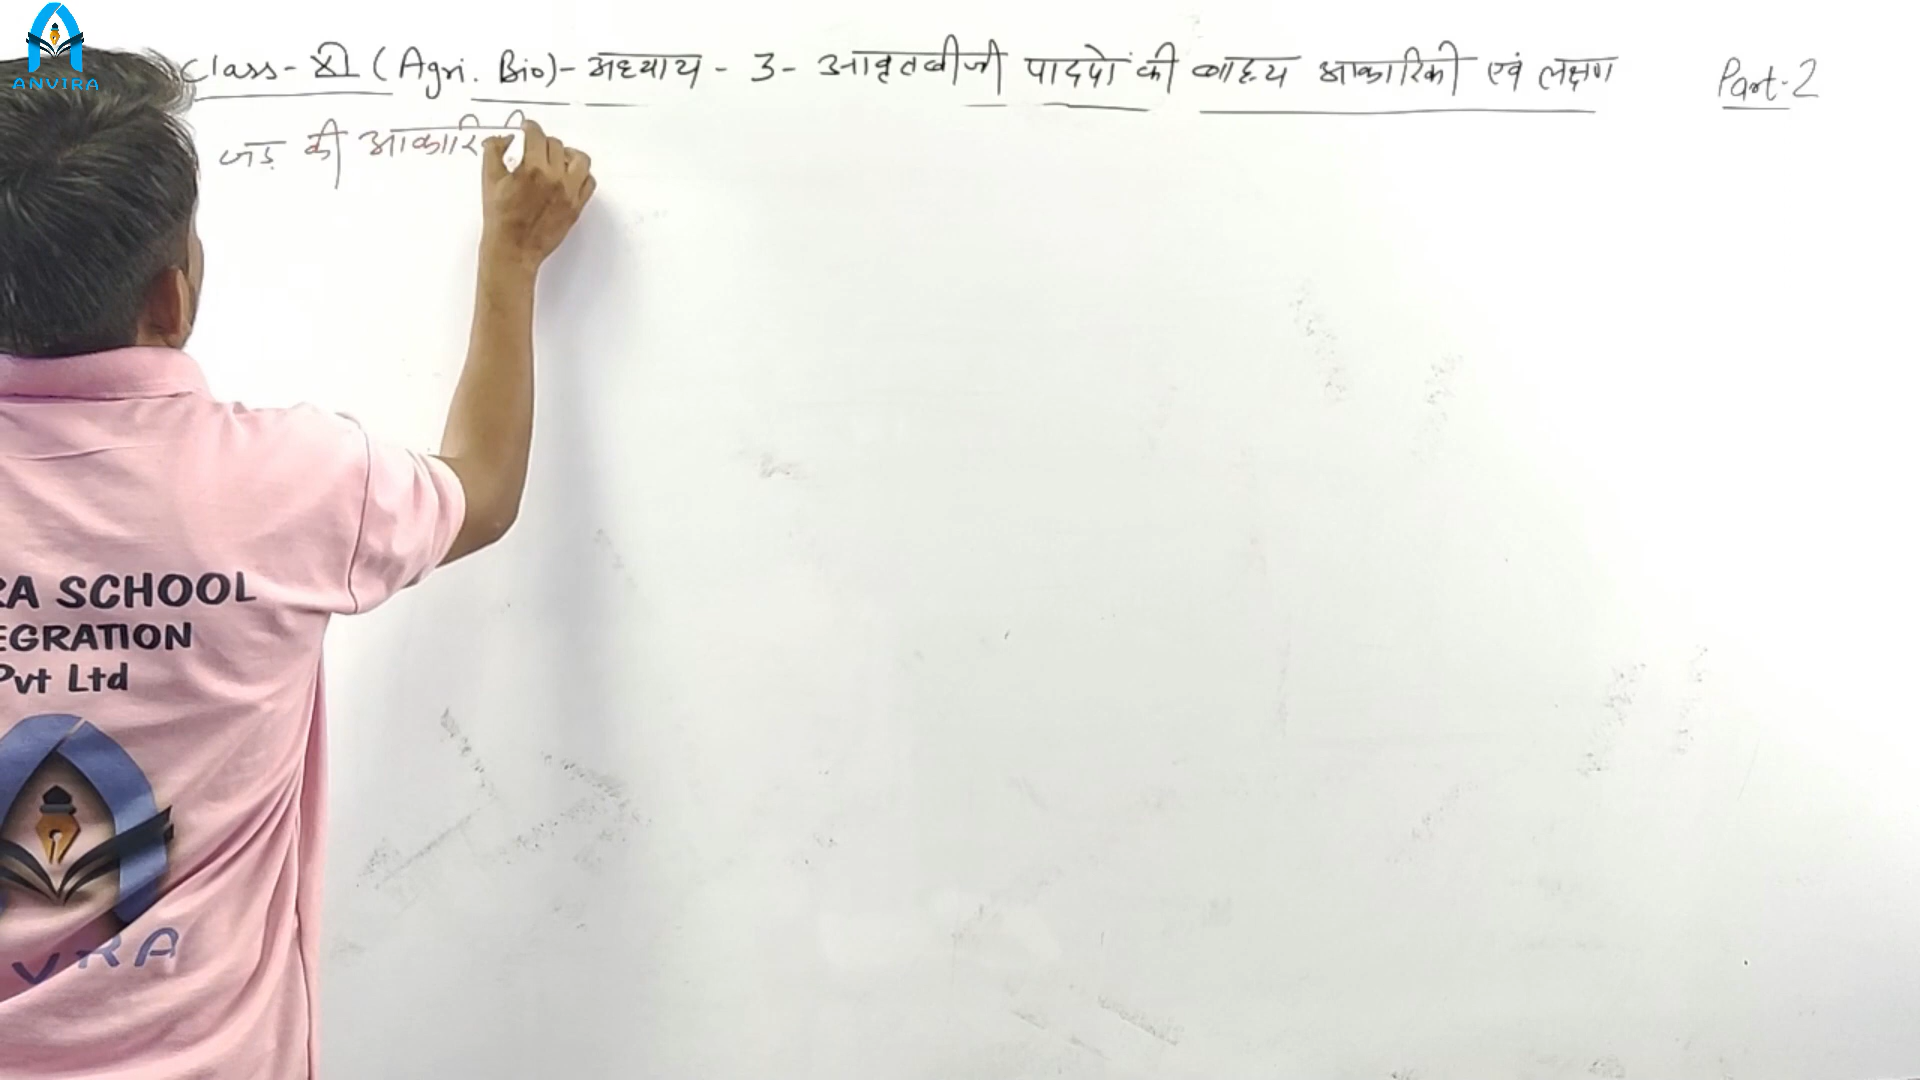 ANVIRA
Class-XI (Agri. Bio)-अध्याय - 3- आवृतबीजी पादपों की बाह्य आकारिकी एवं लक्षण Part-2
जड़ की आकारि
RA SCHOOL
EGRATION
Pvt Ltd